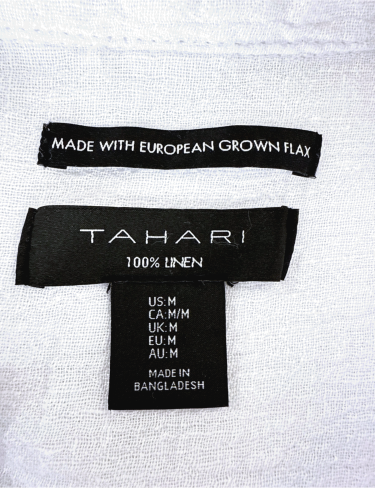 MADE WITH EUROPEAN GROWN FLAX
TAHARI
100% LINEN
US:M
CA:M/M
UK:M
EU:M
AU:M
MADE IN
BANGLADESH